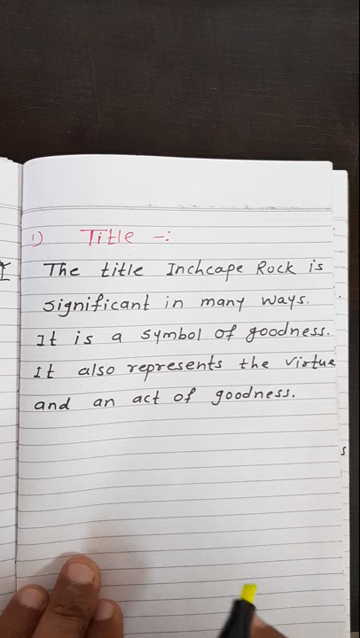 1) Title -:
The title Inchcape Rock is
significant in many ways.
It is a symbol of goodness.
It also represents the virtue
and an act of goodness.